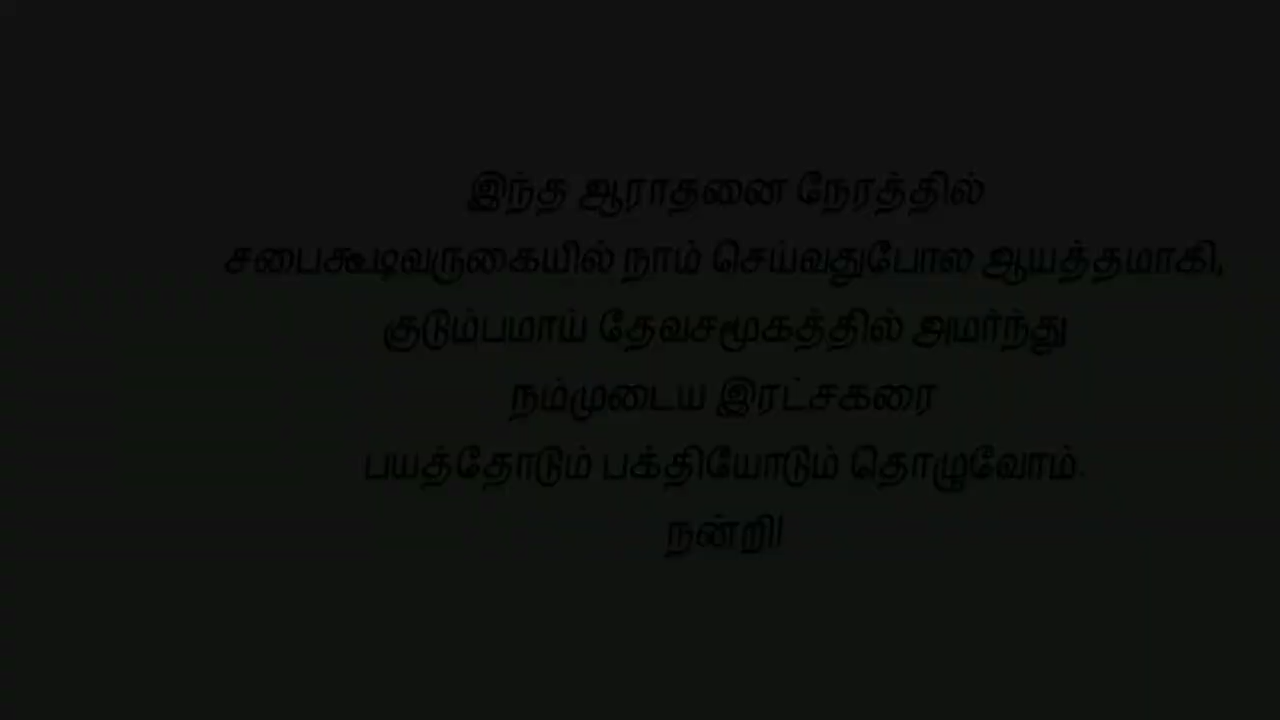 இந்த ஆராதனை நேரத்தில்
சபைகூடிவருகையில் நாம் செய்வதுபோல ஆயத்தமாகி,
குடும்பமாய் தேவசமூகத்தில் அமர்ந்து
நம்முடைய இரட்சகரை
பயத்தோடும் பக்தியோடும் தொழுவோம்.
நன்றி!